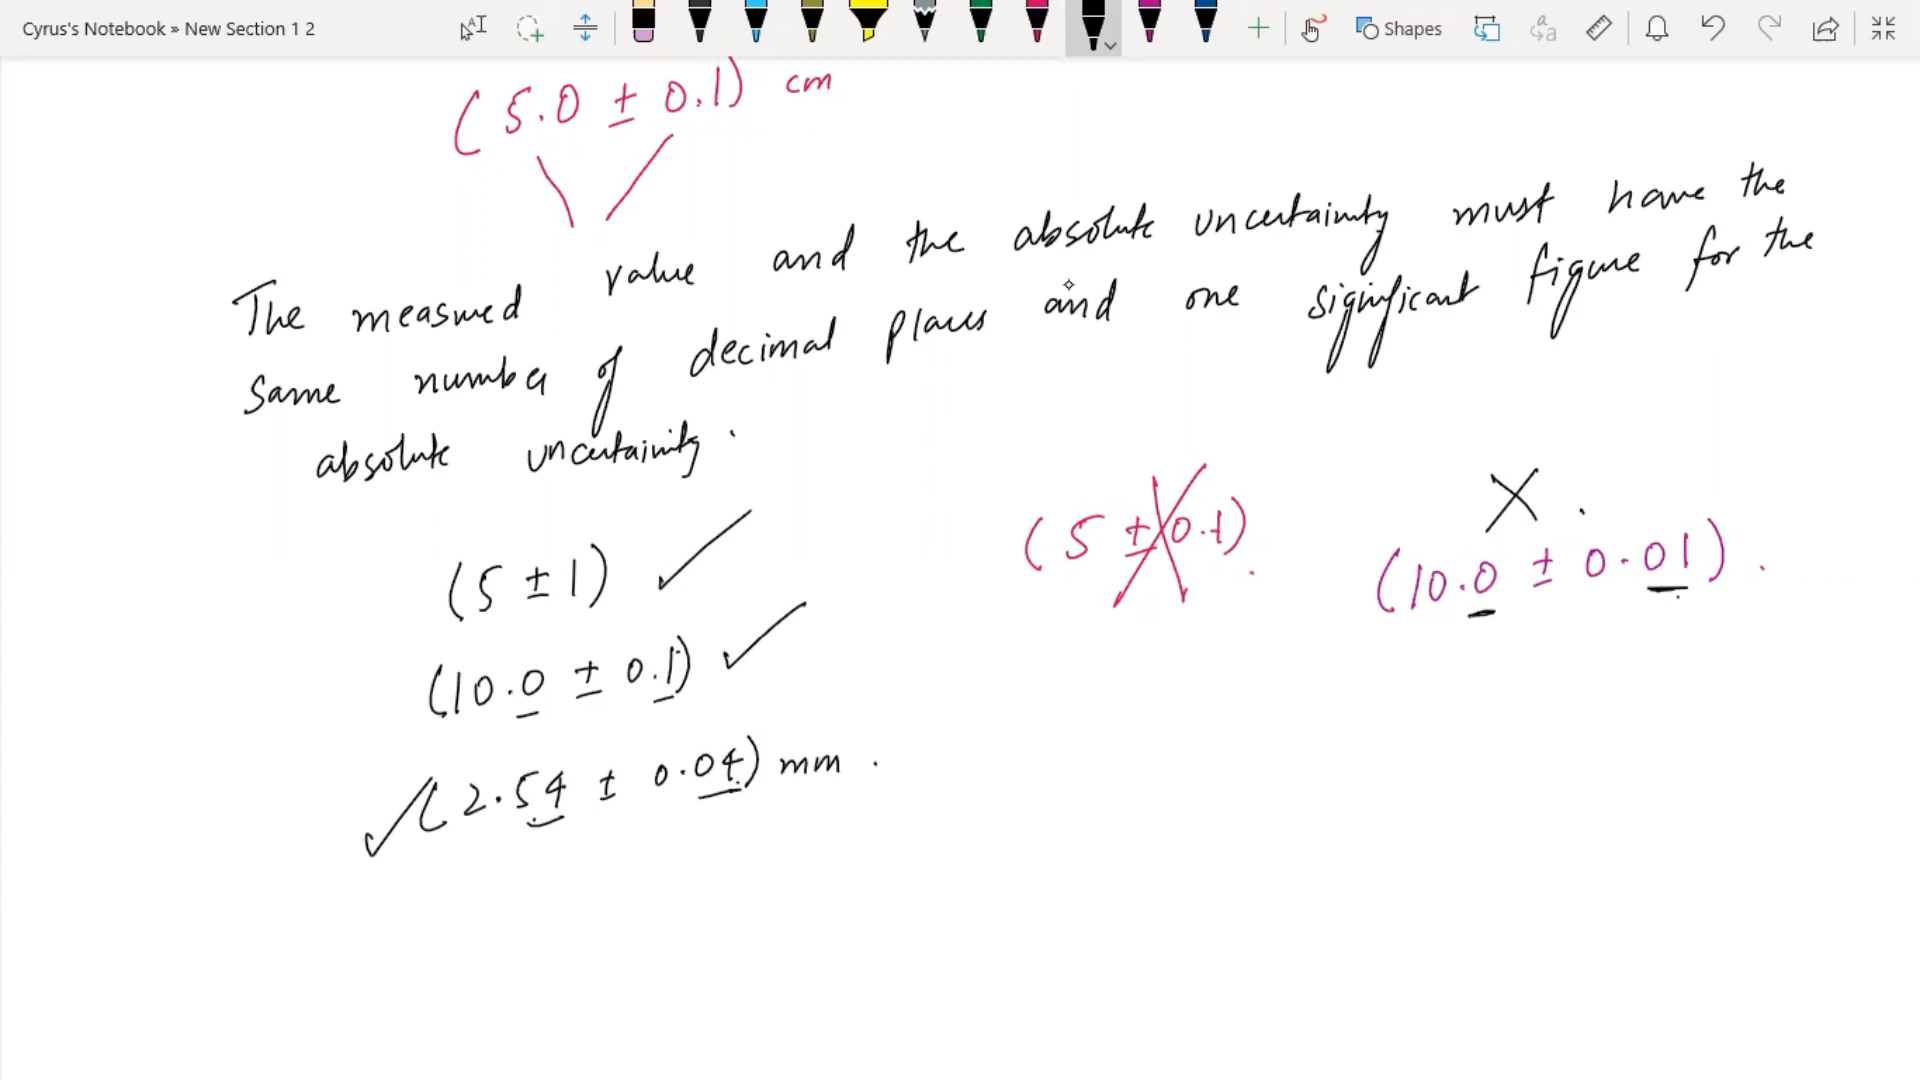 Cyrus's Notebook » New Section 1 2
Shapes
(5.0 ± 0.1) cm
The measured value and the absolute uncertainity must have the
same number of decimal places and one significant figure for the
absolute uncertainity.
(5 ± 1) ✓
(5 ± 0.1).
X .
(10.0 ± 0.01) .
(10.0 ± 0.1) ✓
✓ (2.54 ± 0.04) mm .